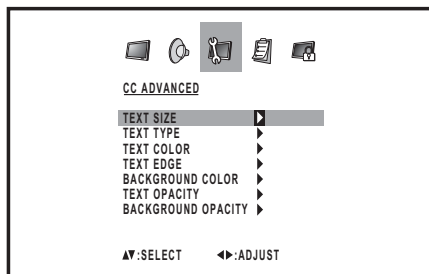 CC ADVANCED
TEXT SIZE
TEXT TYPE
TEXT COLOR
TEXT EDGE
BACKGROUND COLOR
TEXT OPACITY
BACKGROUND OPACITY
▲▼:SELECT ◀▶:ADJUST